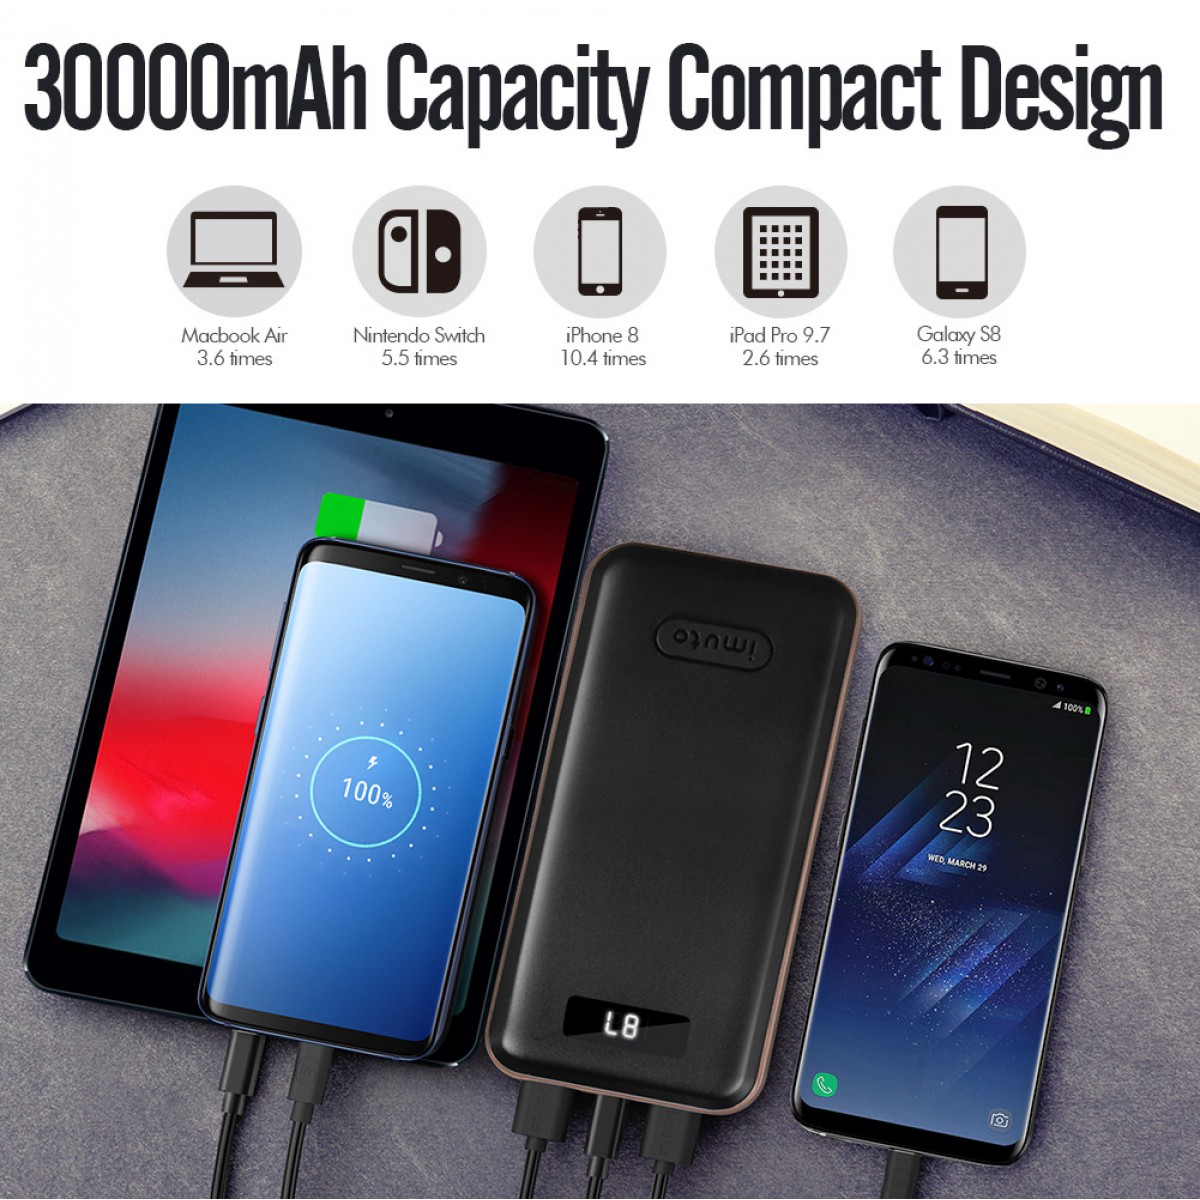 30000mAh Capacity Compact Design
Macbook Air
3.6 times
Nintendo Switch
5.5 times
iPhone 8
10.4 times
iPad Pro 9.7
2.6 times
Galaxy S8
6.3 times
imuto
100%
100%
12
23
WED, MARCH 29
L8